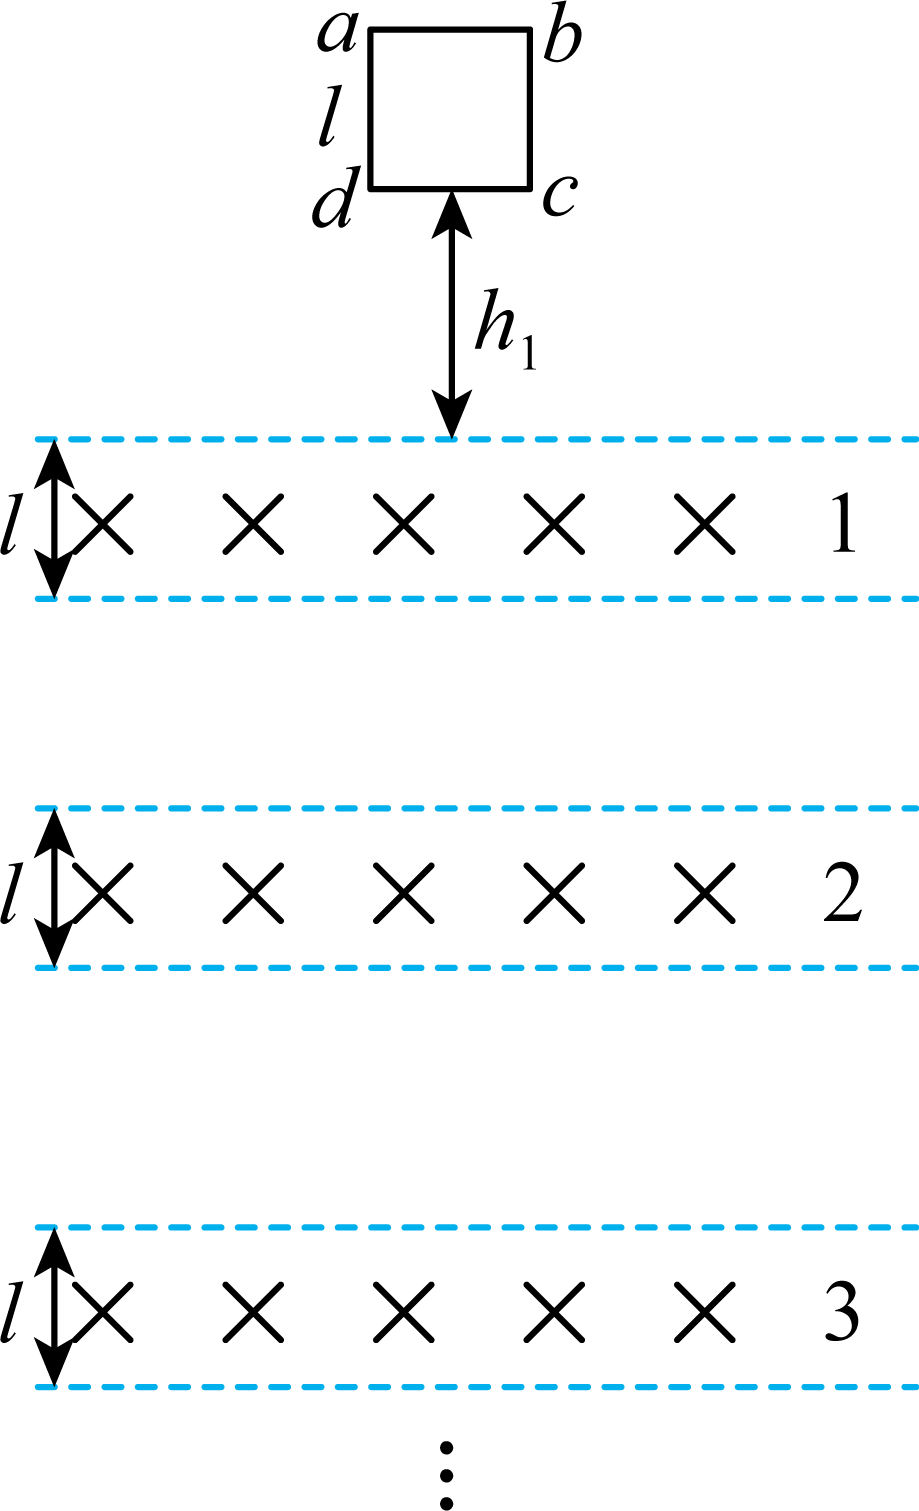 a b
l
d c
h₁
l × × × × × 1
l × × × × × 2
l × × × × × 3